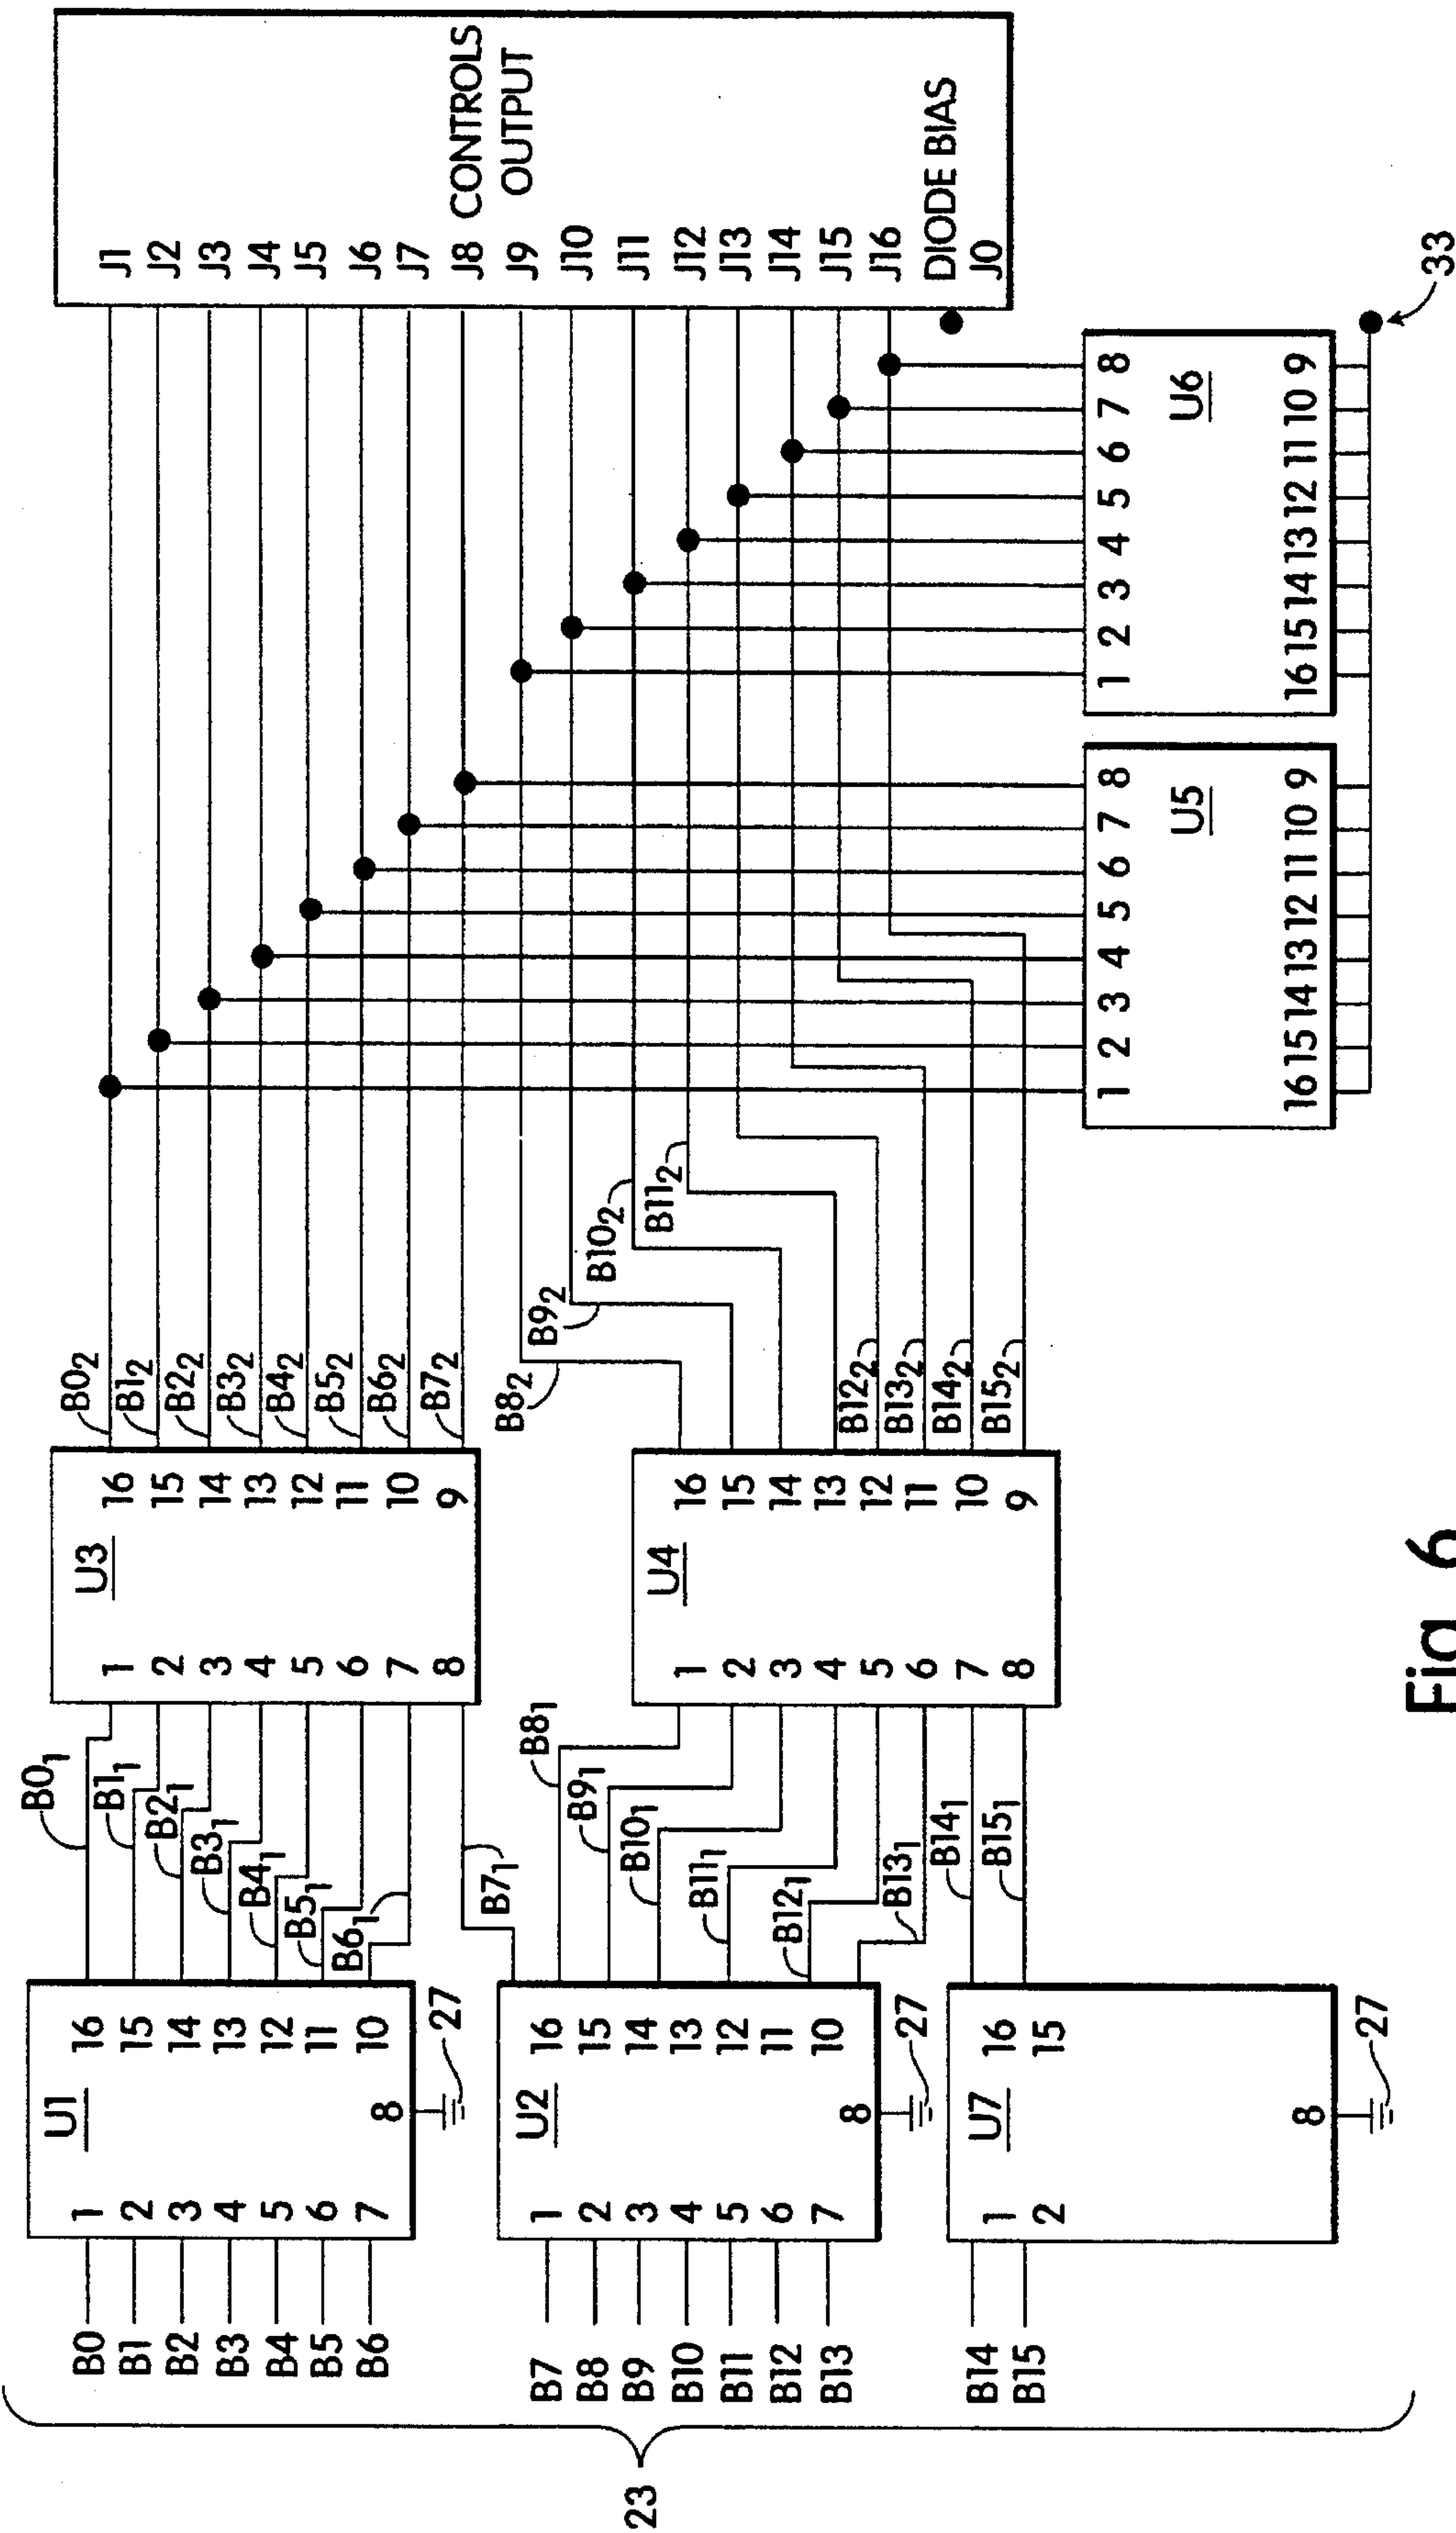 23
B0
B1
B2
B3
B4
B5
B6
B7
B8
B9
B10
B11
B12
B13
B14
B15
U1
1 16
2 15
3 14
4 13
5 12
6 11
7 10
8
27
U2
1 16
2 15
3 14
4 13
5 12
6 11
7 10
8
27
U7
1 16
2 15
8
27
B0₁
B1₁
B2₁
B3₁
B4₁
B5₁
B6₁
B7₁
B8₁
B9₁
B10₁
B11₁
B12₁
B13₁
B14₁
B15₁
U3
1 16
2 15
3 14
4 13
5 12
6 11
7 10
8 9
U4
1 16
2 15
3 14
4 13
5 12
6 11
7 10
8 9
B0₂
B1₂
B2₂
B3₂
B4₂
B5₂
B6₂
B7₂
B8₂
B9₂
B10₂
B11₂
B12₂
B13₂
B14₂
B15₂
1 2 3 4 5 6 7 8
U5
16 15 14 13 12 11 10 9
1 2 3 4 5 6 7 8
U6
16 15 14 13 12 11 10 9
33
J1
J2
J3
J4
J5
J6
J7
J8
J9
J10
J11
J12
J13
J14
J15
J16
CONTROLS
OUTPUT
DIODE BIAS
J0
Fig. 6